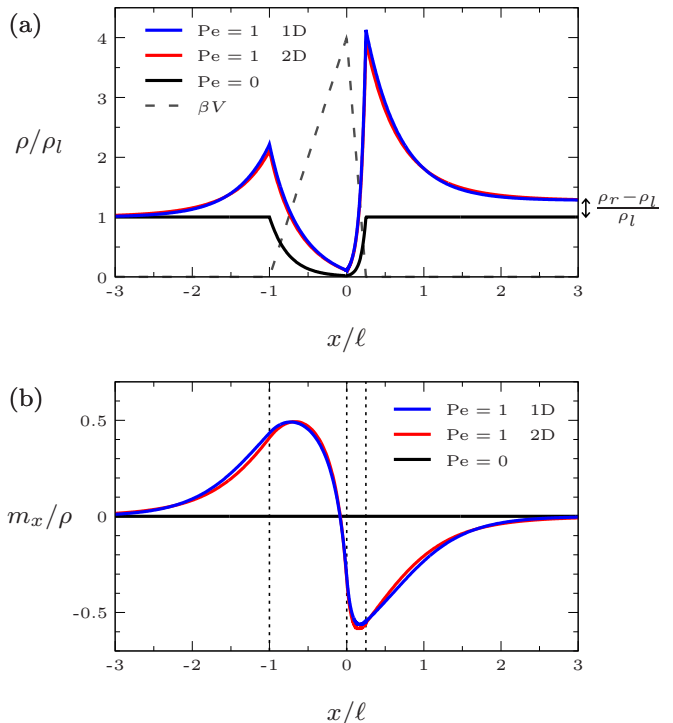 (a)
Pe = 1 1D
Pe = 1 2D
Pe = 0
βV
ρ/ρ_l
4
3
2
1
0
-3 -2 -1 0 1 2 3
x/ℓ
ρ_r − ρ_l
ρ_l
(b)
Pe = 1 1D
Pe = 1 2D
Pe = 0
m_x/ρ
0.5
0
-0.5
-3 -2 -1 0 1 2 3
x/ℓ